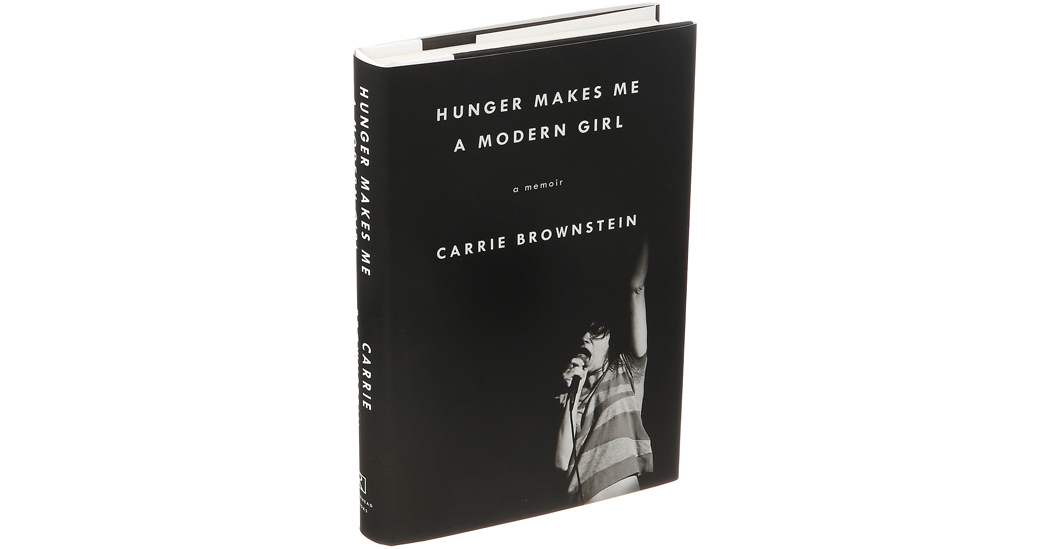 HUNGER MAKES ME
A MODERN GIRL
a memoir
CARRIE BROWNSTEIN
HUNGER MAKES ME
CARRIE